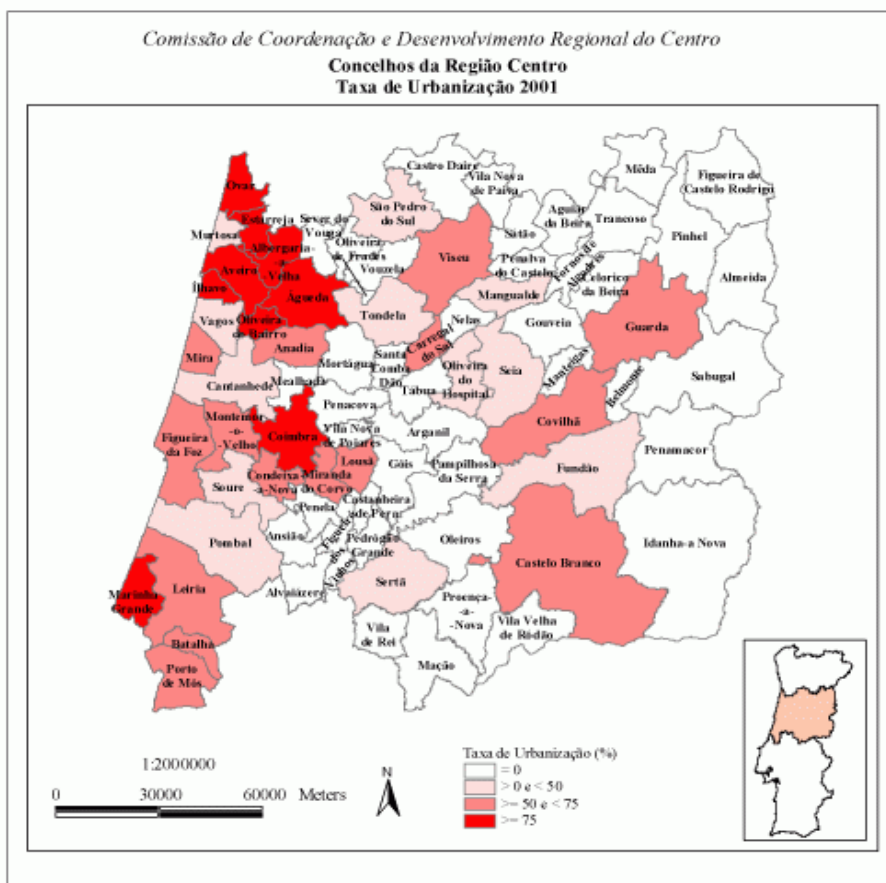 Comissão de Coordenação e Desenvolvimento Regional do Centro
Concelhos da Região Centro
Taxa de Urbanização 2001
Castro Daire
Mêda
Figueira de
Castelo Rodrigo
Ovar
Vila Nova
de Paiva
São Pedro
do Sul
Aguiar
da Beira
Trancoso
Estarreja
Sever do
Vouga
Murtosa
Sátão
Pinhel
Albergaria-
a-
Velha
Oliveira
de Frades
Vouzela
Viseu
Penalva
do Castelo
Fornos de
Algodres
Almeida
Aveiro
Celorico
da Beira
Ílhavo
Águeda
Mangualde
Vagos
Oliveira
do Bairro
Tondela
Nelas
Gouveia
Guarda
Mira
Anadia
Carregal
do Sal
Mortágua
Santa
Comba
Dão
Oliveira
do
Hospital
Seia
Manteigas
Belmonte
Sabugal
Cantanhede
Mealhada
Tábua
Penacova
Montemor
-o-
-Velho
Figueira
da Foz
Coimbra
Vila Nova
de Poiares
Arganil
Covilhã
Lousã
Góis
Pampilhosa
da Serra
Fundão
Penamacor
Soure
Condeixa
-a-Nova
Miranda
do Corvo
Castanheira
de Pera
Penela
Pombal
Ansião
Figueiró
dos
Vinhos
Pedrógão
Grande
Oleiros
Idanha-a Nova
Castelo Branco
Marinha
Grande
Leiria
Alvaiázere
Sertã
Proença-
-a-
-Nova
Batalha
Vila
de Rei
Vila Velha
de Ródão
Porto
de Mós
Mação
1:2000000
0 30000 60000 Meters
N
Taxa de Urbanização (%)
= 0
> 0 e < 50
>= 50 e < 75
>= 75